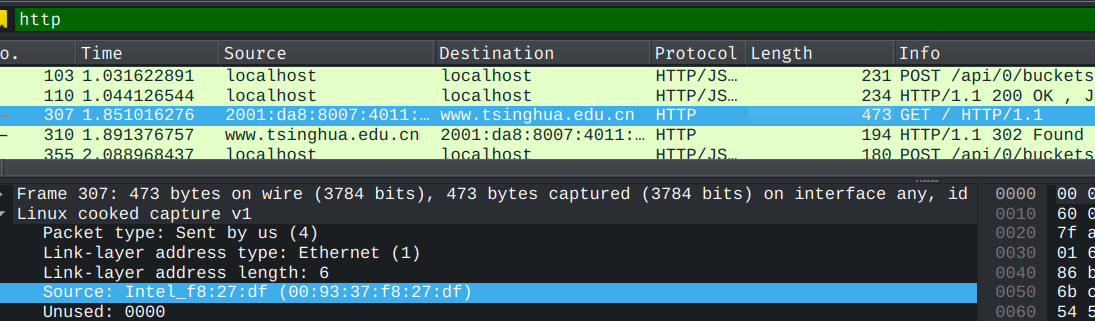 http
o. Time Source Destination Protocol Length Info
103 1.031622891 localhost localhost HTTP/JS… 231 POST /api/0/buckets
110 1.044126544 localhost localhost HTTP/JS… 234 HTTP/1.1 200 OK , J
307 1.851016276 2001:da8:8007:4011:… www.tsinghua.edu.cn HTTP 473 GET / HTTP/1.1
310 1.891376757 www.tsinghua.edu.cn 2001:da8:8007:4011:… HTTP 194 HTTP/1.1 302 Found
355 2.088968437 localhost localhost HTTP/JS… 180 POST /api/0/buckets
Frame 307: 473 bytes on wire (3784 bits), 473 bytes captured (3784 bits) on interface any, id 0000 00 0
Linux cooked capture v1 0010 60 0
Packet type: Sent by us (4) 0020 7f a
Link-layer address type: Ethernet (1) 0030 01 6
Link-layer address length: 6 0040 86 b
Source: Intel_f8:27:df (00:93:37:f8:27:df) 0050 6b c
Unused: 0000 0060 54 5